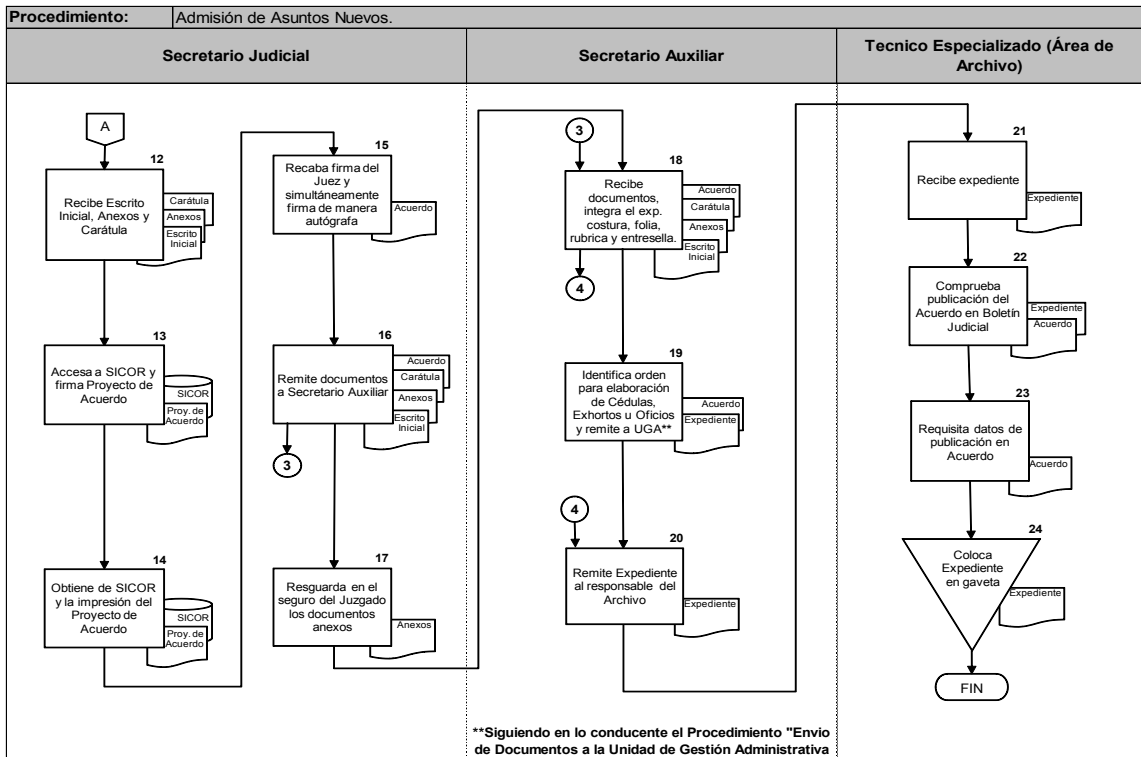 Procedimiento: Admisión de Asuntos Nuevos.
Secretario Judicial
Secretario Auxiliar
Tecnico Especializado (Área de
Archivo)
A
12
Recibe Escrito
Inicial, Anexos y
Carátula
Carátula
Anexos
Escrito
Inicial
13
Accesa a SICOR y
firma Proyecto de
Acuerdo
SICOR
Proy. de
Acuerdo
14
Obtiene de SICOR
y la impresión del
Proyecto de
Acuerdo
SICOR
Proy. de
Acuerdo
15
Recaba firma del
Juez y
simultáneamente
firma de manera
autógrafa
Acuerdo
16
Remite documentos
a Secretario Auxiliar
Acuerdo
Carátula
Anexos
Escrito
Inicial
3
17
Resguarda en el
seguro del Juzgado
los documentos
anexos
Anexos
3
18
Recibe
documentos,
integra el exp.
costura, folia,
rubrica y entresella.
Acuerdo
Carátula
Anexos
Escrito
Inicial
4
19
Identifica orden
para elaboración
de Cédulas,
Exhortos u Oficios
y remite a UGA**
Acuerdo
Expediente
4
20
Remite Expediente
al responsable del
Archivo
Expediente
**Siguiendo en lo conducente el Procedimiento "Envio
de Documentos a la Unidad de Gestión Administrativa
21
Recibe expediente
Expediente
22
Comprueba
publicación del
Acuerdo en Boletín
Judicial
Expediente
Acuerdo
23
Requisita datos de
publicación en
Acuerdo
Acuerdo
24
Coloca
Expediente
en gaveta
Expediente
FIN